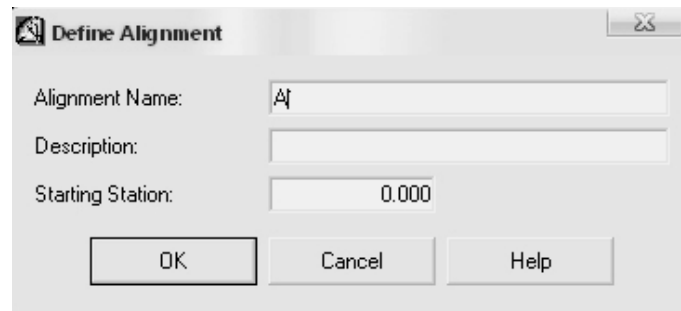 Define Alignment
Alignment Name: A
Description:
Starting Station: 0.000
OK Cancel Help